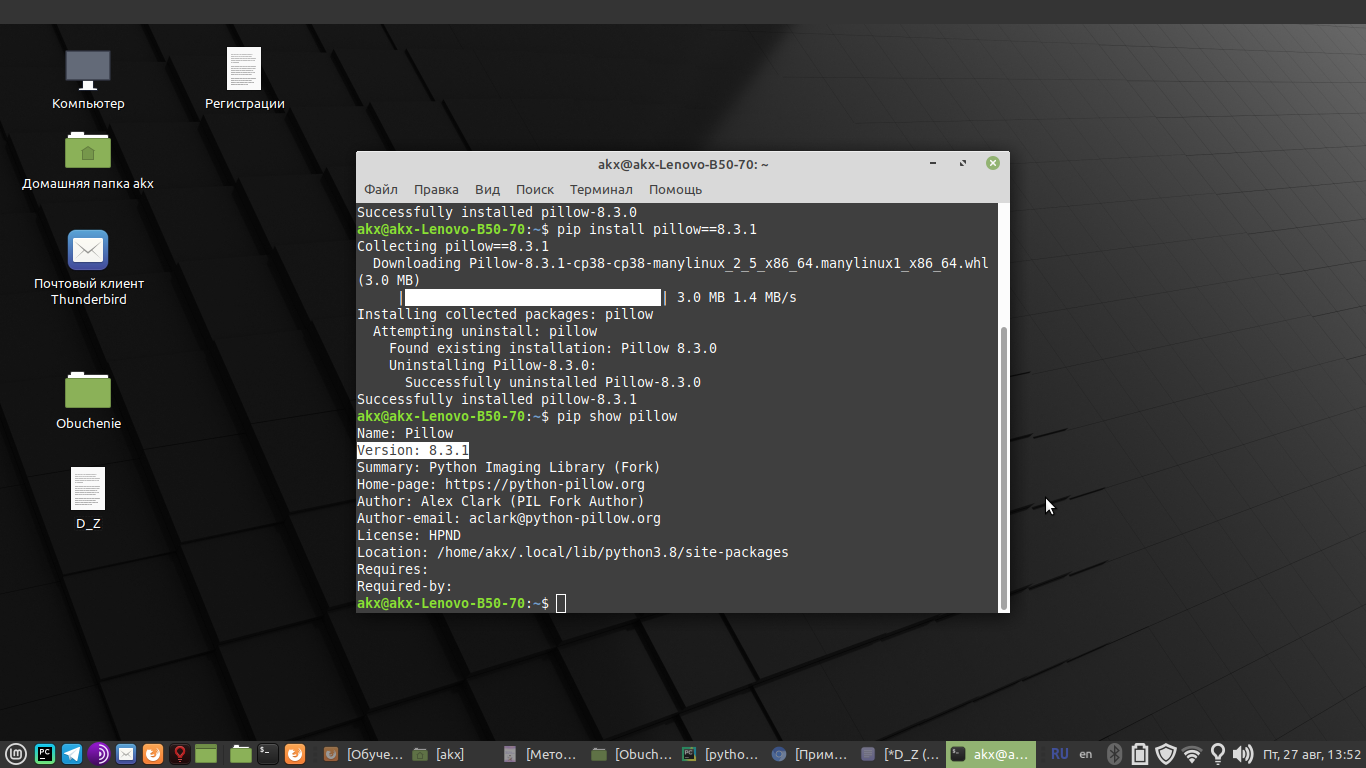 Компьютер
Регистрации
Домашняя папка akx
Почтовый клиент
Thunderbird
Obuchenie
D_Z
akx@akx-Lenovo-B50-70: ~
Файл Правка Вид Поиск Терминал Помощь
Successfully installed pillow-8.3.0
akx@akx-Lenovo-B50-70:~$ pip install pillow==8.3.1
Collecting pillow==8.3.1
Downloading Pillow-8.3.1-cp38-cp38-manylinux_2_5_x86_64.manylinux1_x86_64.whl
(3.0 MB)
| | 3.0 MB 1.4 MB/s
Installing collected packages: pillow
Attempting uninstall: pillow
Found existing installation: Pillow 8.3.0
Uninstalling Pillow-8.3.0:
Successfully uninstalled Pillow-8.3.0
Successfully installed pillow-8.3.1
akx@akx-Lenovo-B50-70:~$ pip show pillow
Name: Pillow
Version: 8.3.1
Summary: Python Imaging Library (Fork)
Home-page: https://python-pillow.org
Author: Alex Clark (PIL Fork Author)
Author-email: aclark@python-pillow.org
License: HPND
Location: /home/akx/.local/lib/python3.8/site-packages
Requires:
Required-by:
akx@akx-Lenovo-B50-70:~$
[Обуче... [akx] [Мето... [Obuch... [pytho... [Прим... [*D_Z (... akx@a... RU en Пт, 27 авг, 13:52